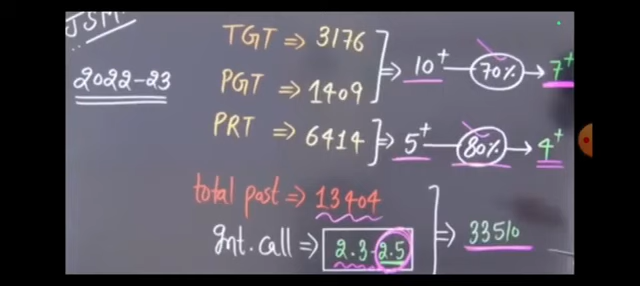 JSM
TGT => 3176
2022-23
PGT => 1409
=> 10+ 70% → 7+
PRT => 6414 => 5+ 80% → 4+
total post => 13404
Int. call => 2.3-2.5 => 33510